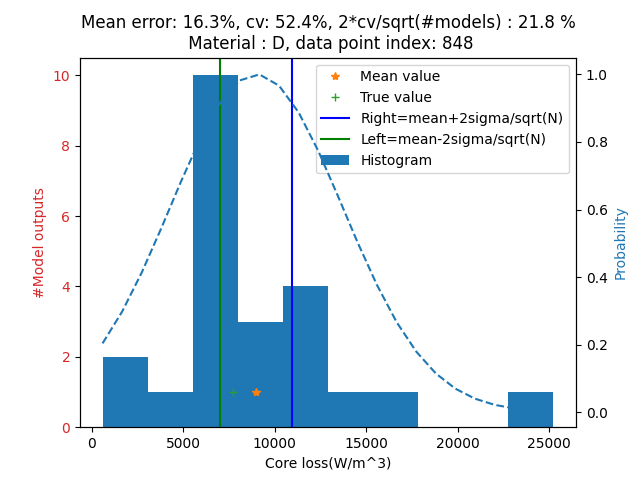 Mean error: 16.3%, cv: 52.4%, 2*cv/sqrt(#models) : 21.8 %
Material : D, data point index: 848
Mean value
True value
Right=mean+2sigma/sqrt(N)
Left=mean-2sigma/sqrt(N)
Histogram
10
8
6
4
2
0
#Model outputs
1.0
0.8
0.6
0.4
0.2
0.0
Probability
0 5000 10000 15000 20000 25000
Core loss(W/m^3)